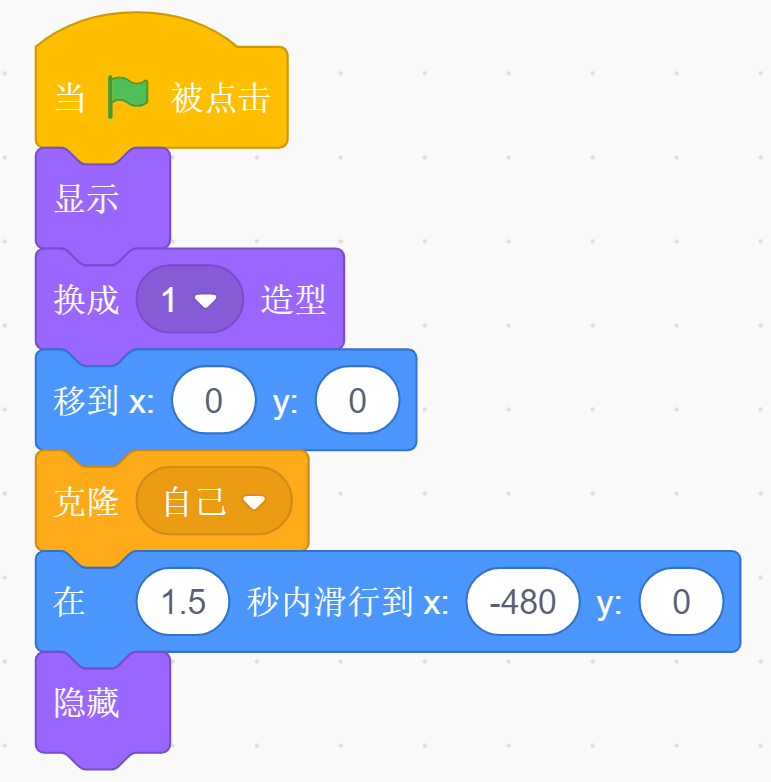 当 被点击
显示
换成 1 造型
移到 x: 0 y: 0
克隆 自己
在 1.5 秒内滑行到 x: -480 y: 0
隐藏